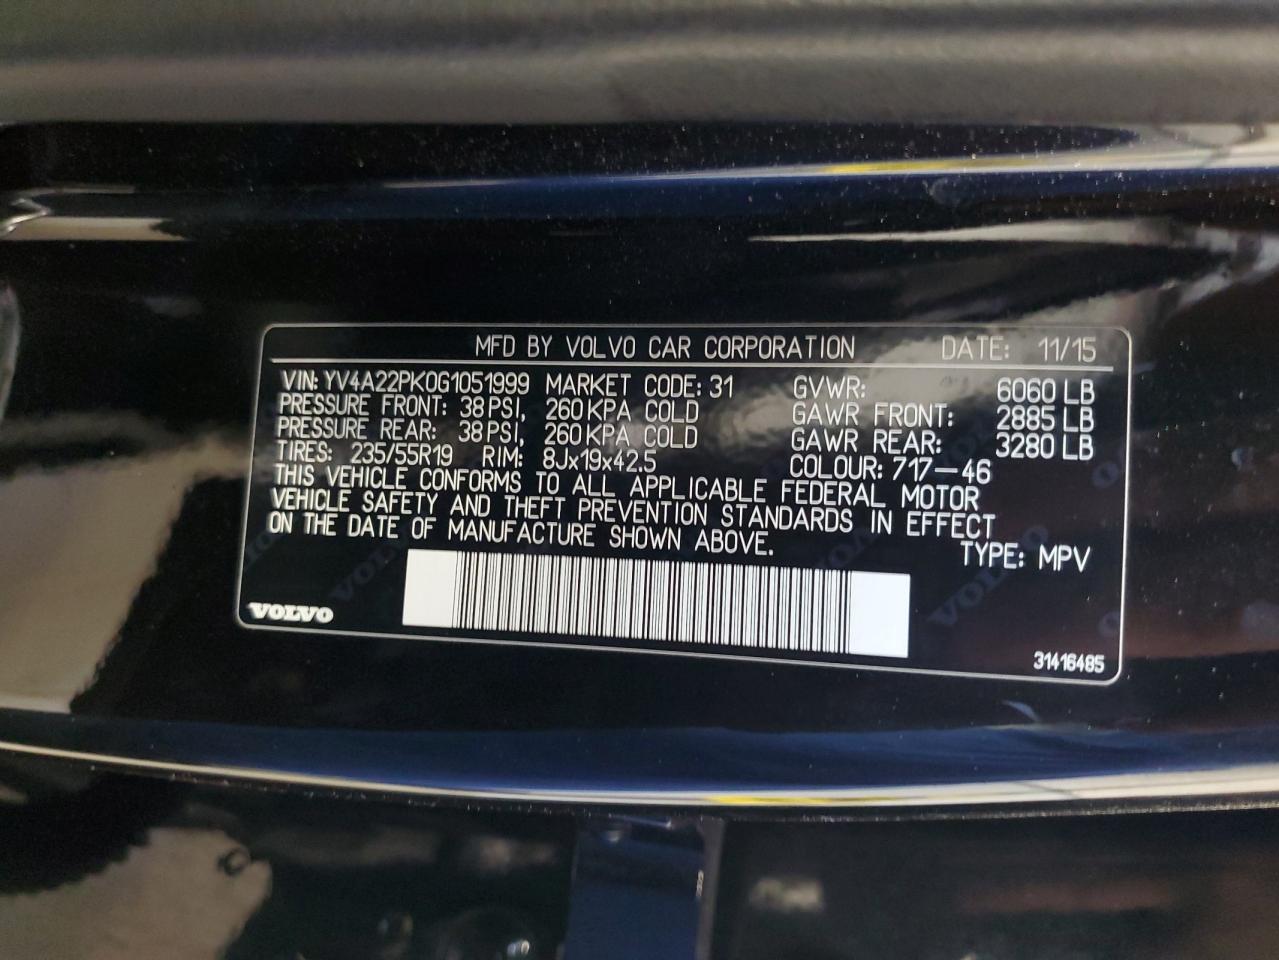 MFD BY VOLVO CAR CORPORATION DATE: 11/15
VIN: YV4A22PK0G1051999 MARKET CODE: 31 GVWR: 6060 LB
PRESSURE FRONT: 38 PSI, 260 KPA COLD GAWR FRONT: 2885 LB
PRESSURE REAR: 38 PSI, 260 KPA COLD GAWR REAR: 3280 LB
TIRES: 235/55R19 RIM: 8Jx19x42.5 COLOUR: 717-46
THIS VEHICLE CONFORMS TO ALL APPLICABLE FEDERAL MOTOR
VEHICLE SAFETY AND THEFT PREVENTION STANDARDS IN EFFECT
ON THE DATE OF MANUFACTURE SHOWN ABOVE. TYPE: MPV
VOLVO
31416485